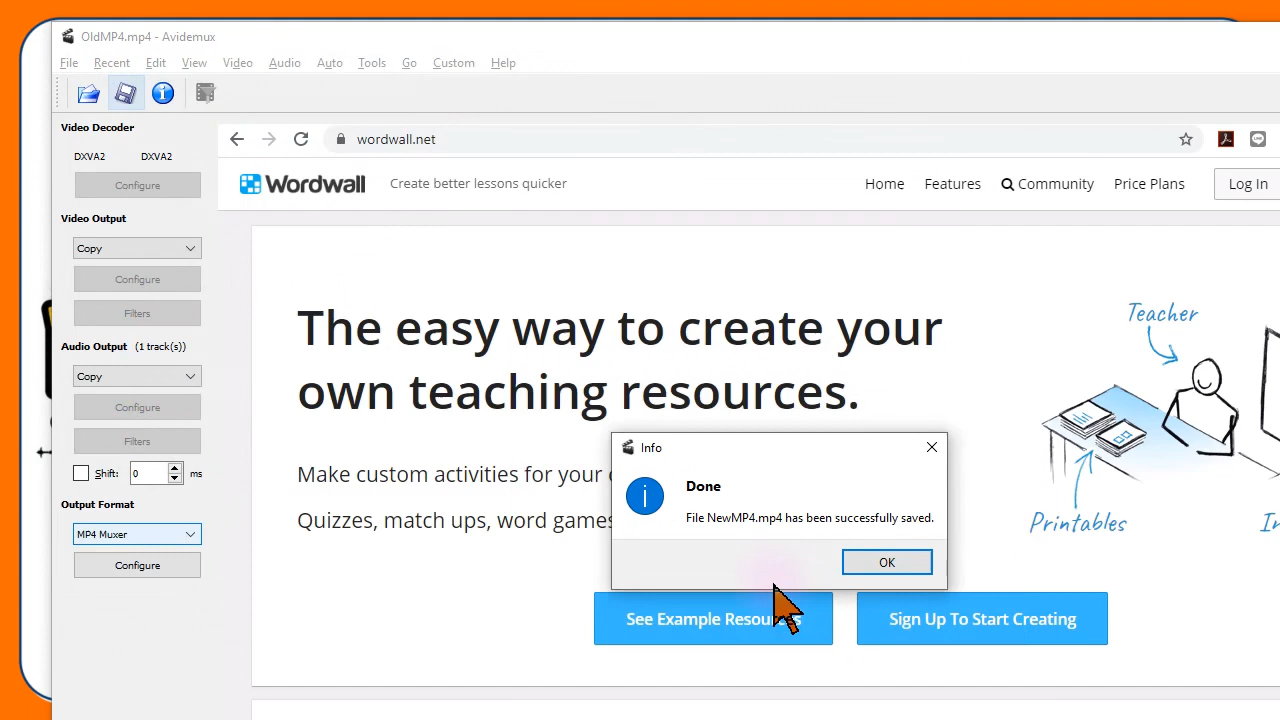 OldMP4.mp4 - Avidemux
File Recent Edit View Video Audio Auto Tools Go Custom Help
Video Decoder
DXVA2 DXVA2
Configure
Video Output
Copy
Configure
Filters
Audio Output (1 track(s))
Copy
Configure
Filters
Shift: 0 ms
Output Format
MP4 Muxer
Configure
wordwall.net
Wordwall Create better lessons quicker Home Features Community Price Plans Log In
The easy way to create your
own teaching resources.
Make custom activities for your
Quizzes, match ups, word games
Teacher
Printables
Info
Done
File NewMP4.mp4 has been successfully saved.
OK
See Example
Sign Up To Start Creating